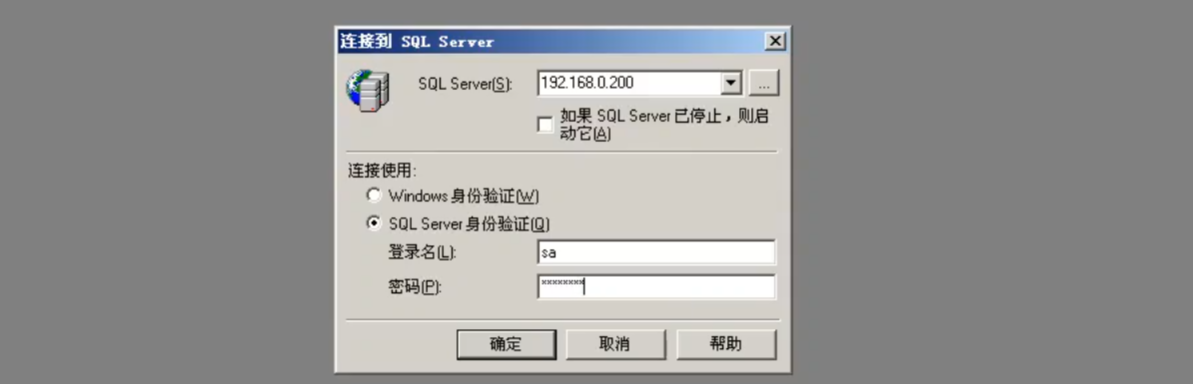 连接到 SQL Server
SQL Server(S):
192.168.0.200
...
如果 SQL Server 已停止，则启
动它(A)
连接使用:
Windows 身份验证(W)
SQL Server 身份验证(Q)
登录名(L):
sa
密码(P):
********
确定
取消
帮助